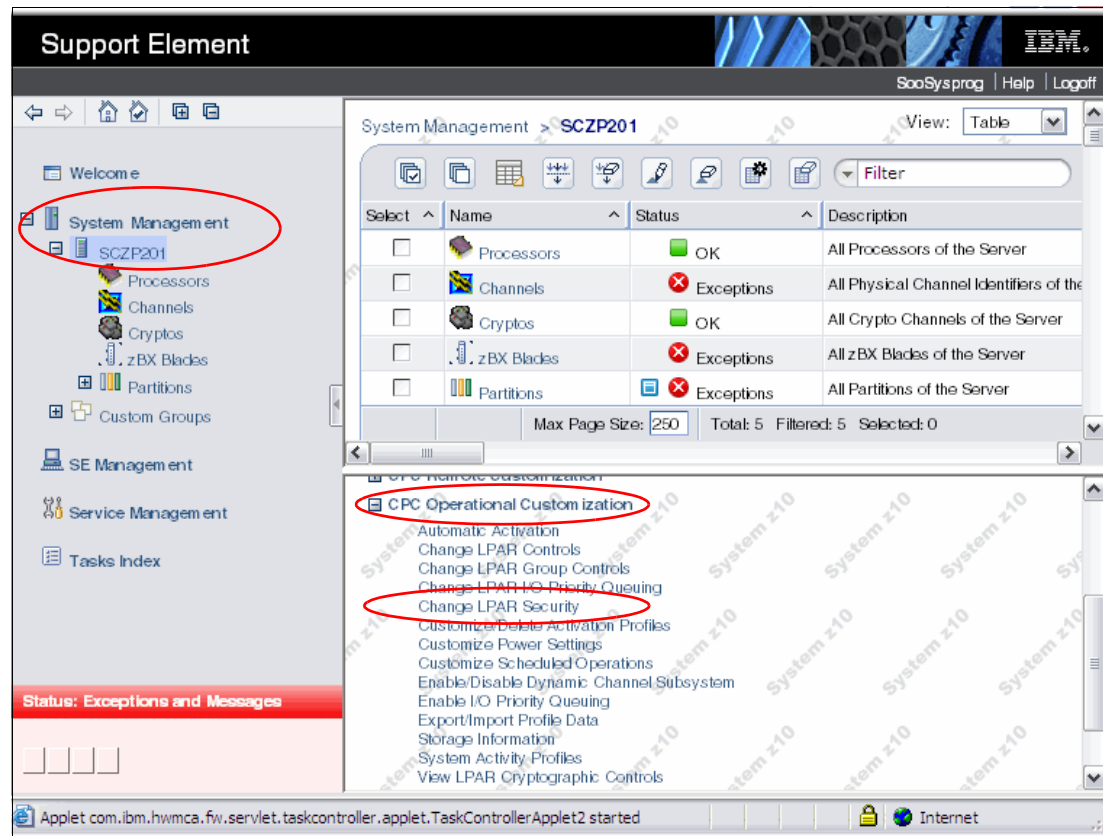 Support Element
IBM.
SooSysprog | Help | Logoff
Welcome
System Management
SCZP201
Processors
Channels
Cryptos
zBX Blades
Partitions
Custom Groups
SE Management
Service Management
Tasks Index
Status: Exceptions and Messages
System Management > SCZP201
View: Table
Filter
Select Name Status Description
Processors OK All Processors of the Server
Channels Exceptions All Physical Channel Identifiers of the
Cryptos OK All Crypto Channels of the Server
zBX Blades Exceptions All zBX Blades of the Server
Partitions Exceptions All Partitions of the Server
Max Page Size: 250 Total: 5 Filtered: 5 Selected: 0
CPC Remote Customization
CPC Operational Customization
Automatic Activation
Change LPAR Controls
Change LPAR Group Controls
Change LPAR I/O Priority Queuing
Change LPAR Security
Customize/Delete Activation Profiles
Customize Power Settings
Customize Scheduled Operations
Enable/Disable Dynamic Channel Subsystem
Enable I/O Priority Queuing
Export/Import Profile Data
Storage Information
System Activity Profiles
View LPAR Cryptographic Controls
Applet com.ibm.hwmca.fw.servlet.taskcontroller.applet.TaskControllerApplet2 started
Internet